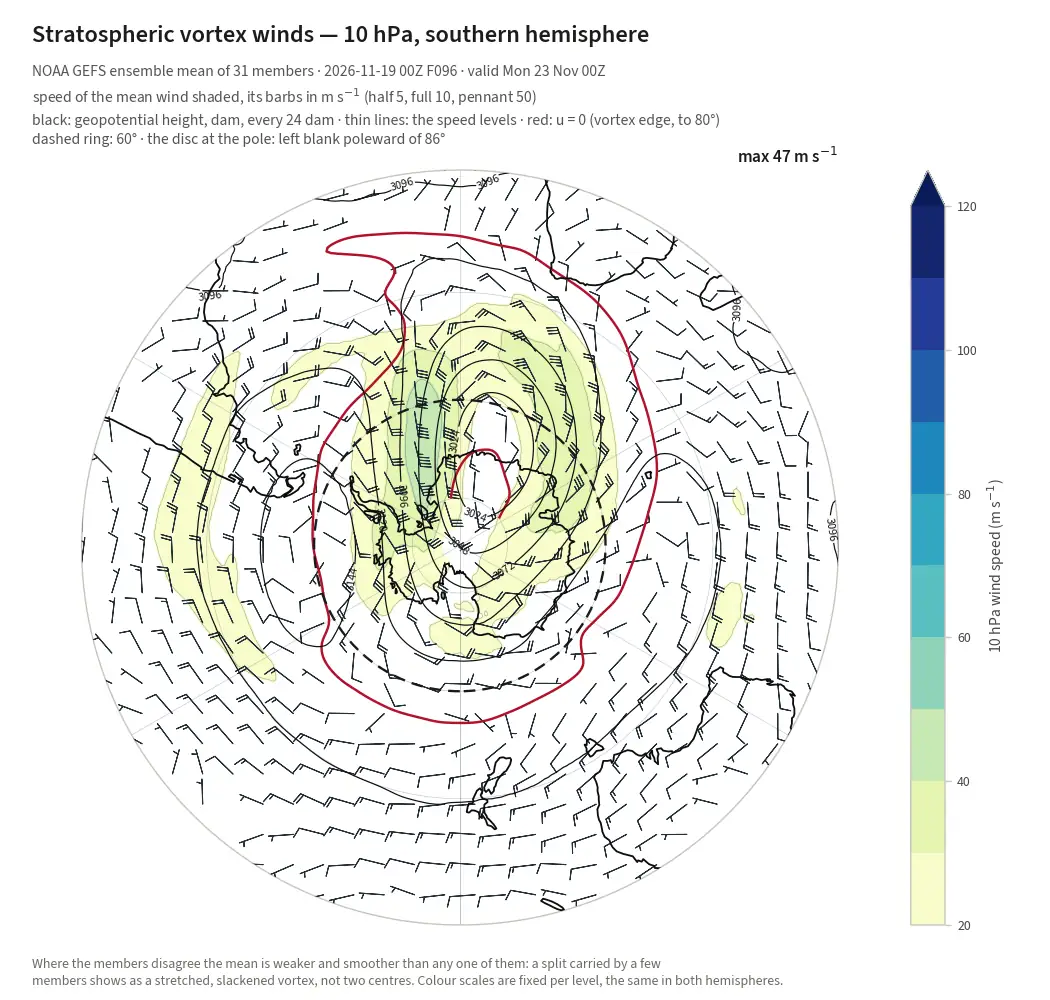 Stratospheric vortex winds — 10 hPa, southern hemisphere
NOAA GEFS ensemble mean of 31 members · 2026-11-19 00Z F096 · valid Mon 23 Nov 00Z
speed of the mean wind shaded, its barbs in m s⁻¹ (half 5, full 10, pennant 50)
black: geopotential height, dam, every 24 dam · thin lines: the speed levels · red: u = 0 (vortex edge, to 80°)
dashed ring: 60° · the disc at the pole: left blank poleward of 86°
max 47 m s⁻¹
3096
3096
3096
3096
3096
3024
3024
3048
3072
120
100
80
60
40
20
10 hPa wind speed (m s⁻¹)
Where the members disagree the mean is weaker and smoother than any one of them: a split carried by a few
members shows as a stretched, slackened vortex, not two centres. Colour scales are fixed per level, the same in both hemispheres.